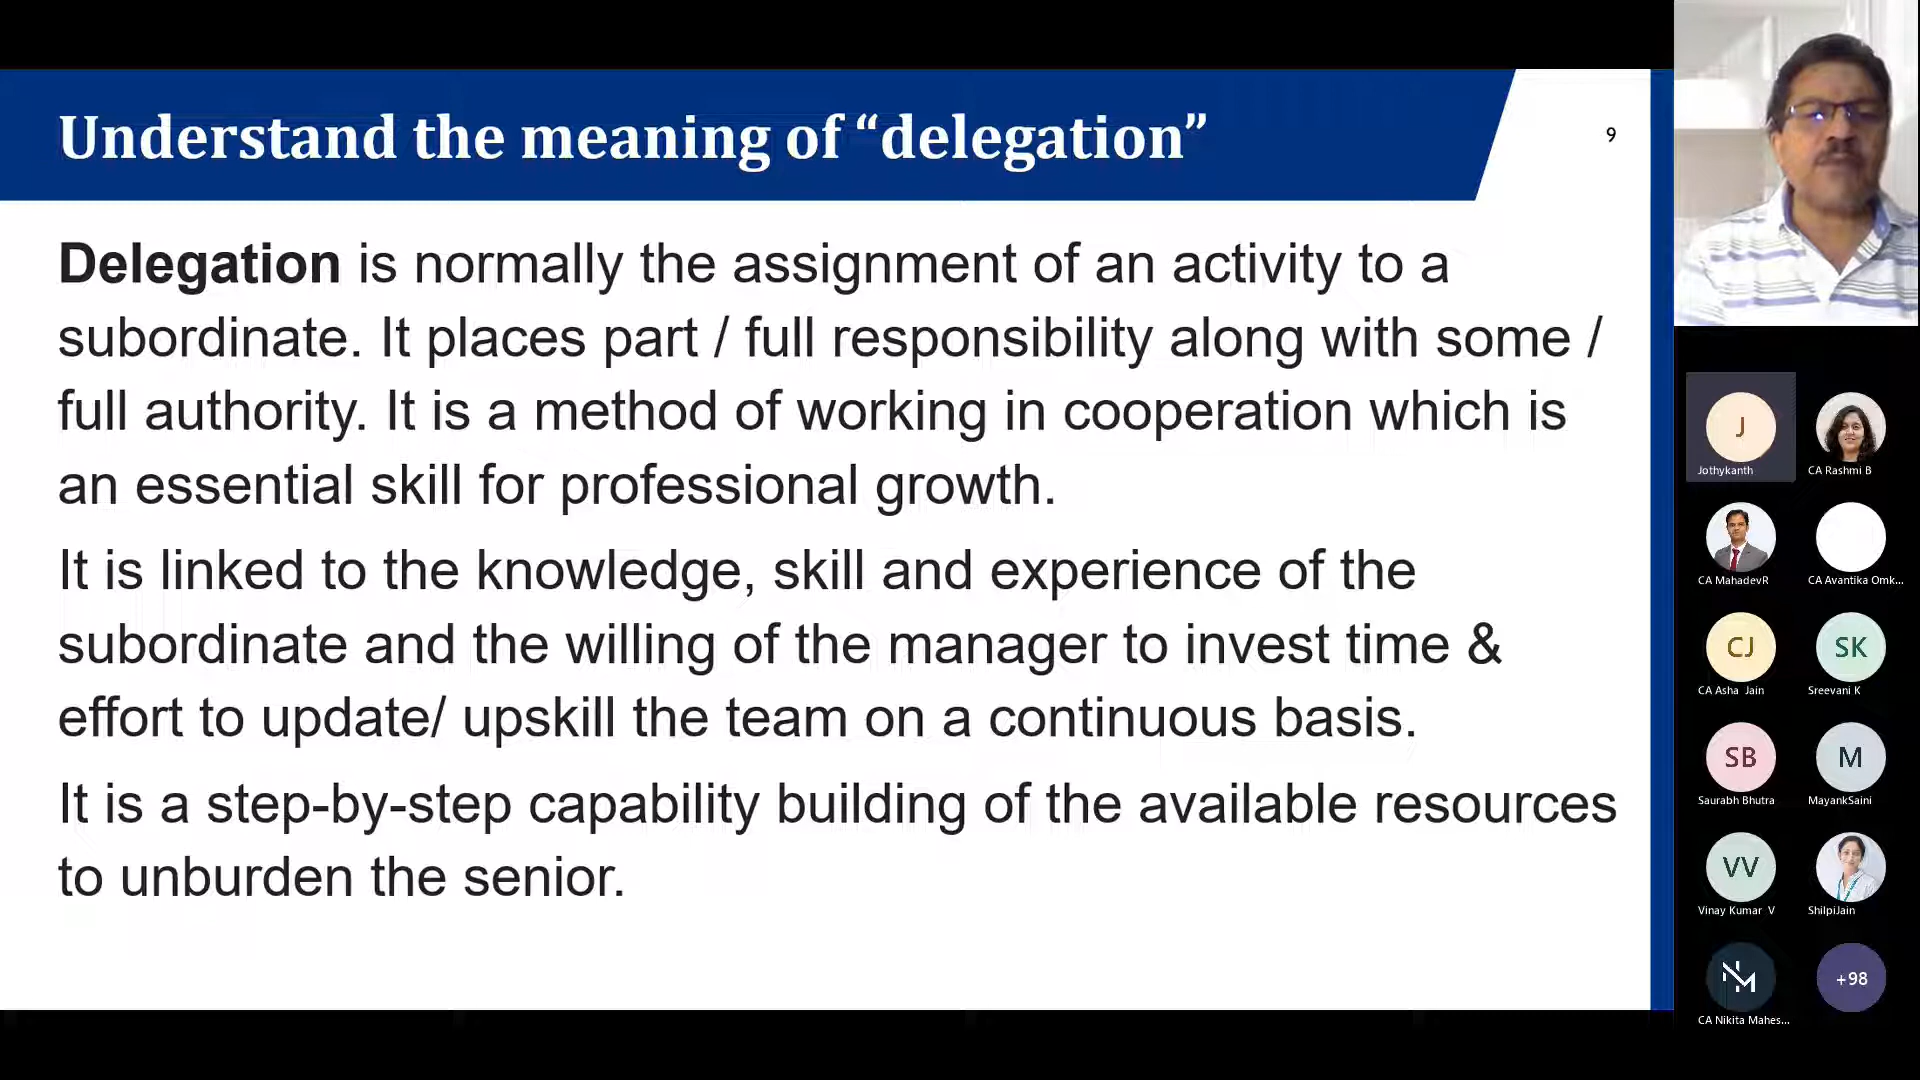 Understand the meaning of “delegation”
9
Delegation is normally the assignment of an activity to a
subordinate. It places part / full responsibility along with some /
full authority. It is a method of working in cooperation which is
an essential skill for professional growth.
It is linked to the knowledge, skill and experience of the
subordinate and the willing of the manager to invest time &
effort to update/ upskill the team on a continuous basis.
It is a step-by-step capability building of the available resources
to unburden the senior.
J
Jothykanth
CA Rashmi B
CA MahadevR
CA Avantika Omk...
CJ
CA Asha Jain
SK
Sreevani K
SB
Saurabh Bhutra
M
MayankSaini
VV
Vinay Kumar V
ShilpiJain
NM
CA Nikita Mahes...
+98